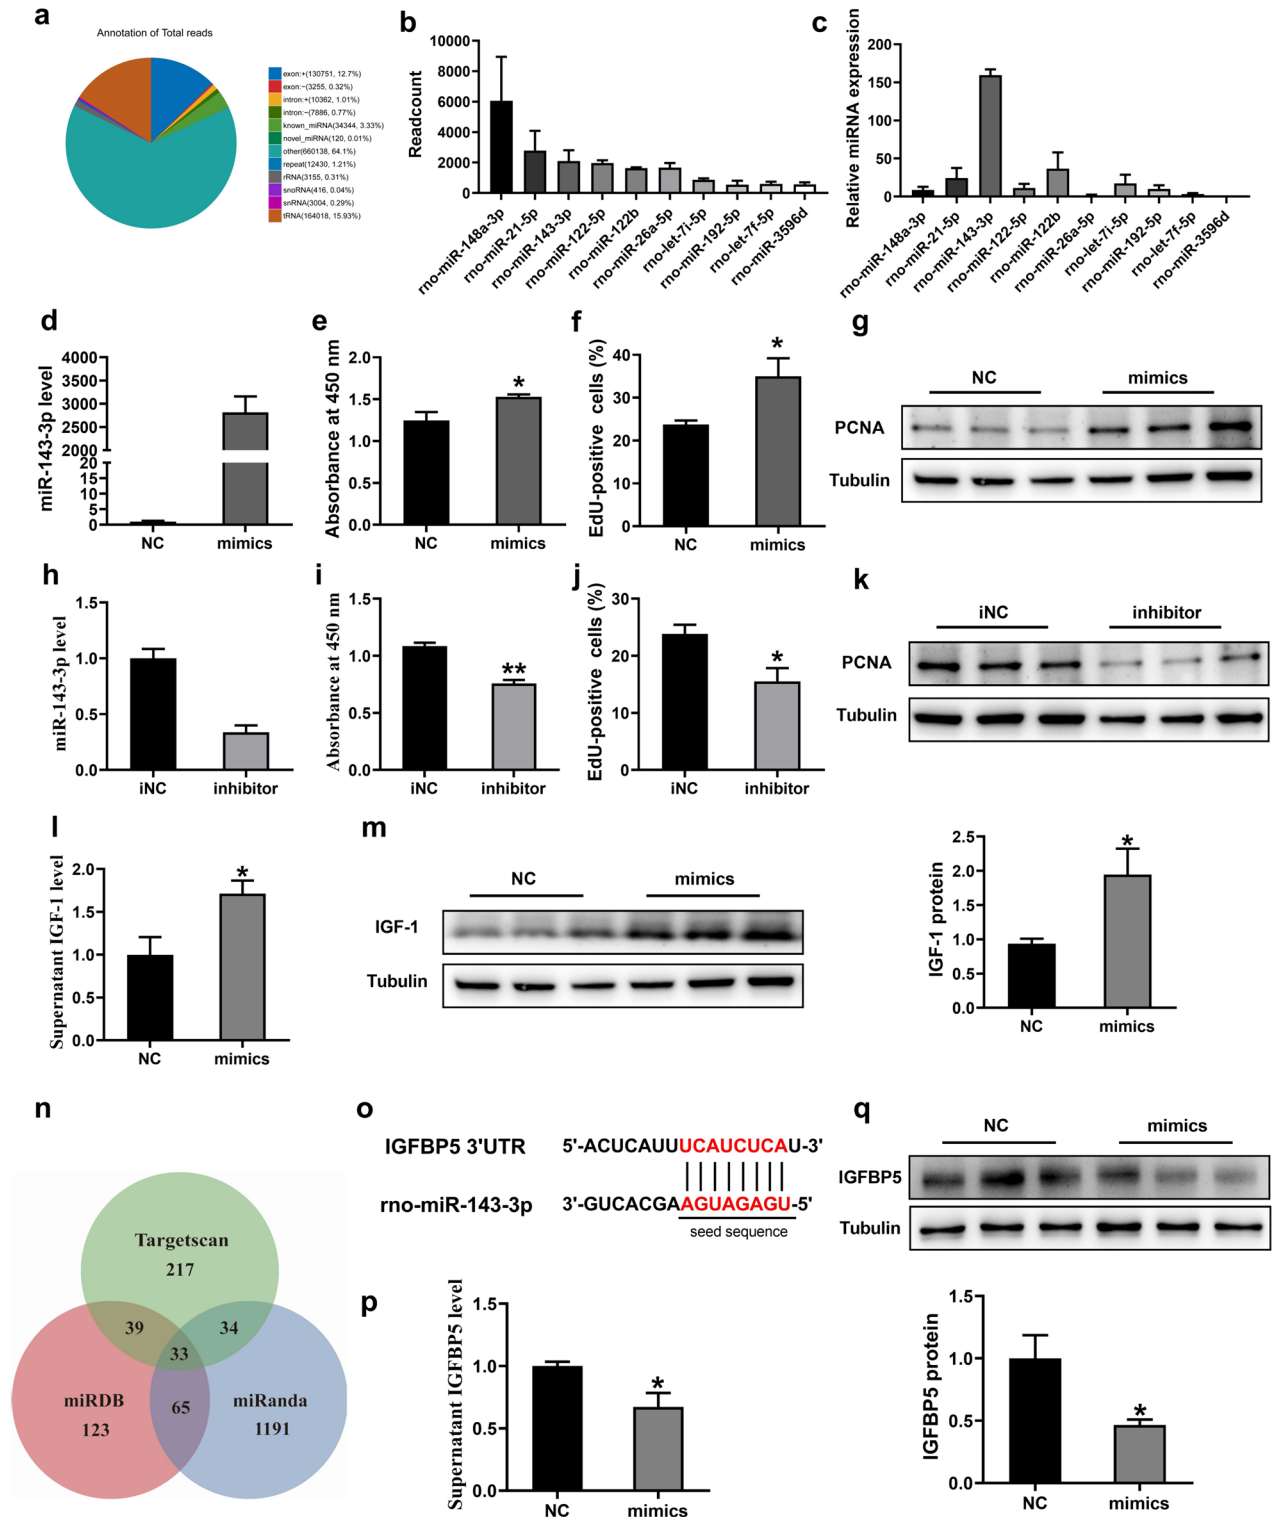 a
Annotation of Total reads
exon:+(130751, 12.7%)
exon:−(3255, 0.32%)
intron:+(10362, 1.01%)
intron:−(7886, 0.77%)
known_miRNA(34344, 3.33%)
novel_miRNA(120, 0.01%)
other(660138, 64.1%)
repeat(12430, 1.21%)
rRNA(3155, 0.31%)
snoRNA(416, 0.04%)
snRNA(3004, 0.29%)
tRNA(164018, 15.93%)
b
Readcount
10000
8000
6000
4000
2000
0
rno-miR-148a-3p
rno-miR-21-5p
rno-miR-143-3p
rno-miR-122-5p
rno-miR-122b
rno-miR-26a-5p
rno-let-7i-5p
rno-miR-192-5p
rno-let-7f-5p
rno-miR-3596d
c
Relative miRNA expression
200
150
100
50
0
rno-miR-148a-3p
rno-miR-21-5p
rno-miR-143-3p
rno-miR-122-5p
rno-miR-122b
rno-miR-26a-5p
rno-let-7i-5p
rno-miR-192-5p
rno-let-7f-5p
rno-miR-3596d
d
miR-143-3p level
4000
3500
3000
2500
2000
20
15
10
5
0
NC mimics
e
Absorbance at 450 nm
2.0
1.5
1.0
0.5
0.0
*
NC mimics
f
EdU-positive cells (%)
40
30
20
10
0
*
NC mimics
g
NC mimics
PCNA
Tubulin
h
miR-143-3p level
1.5
1.0
0.5
0.0
iNC inhibitor
i
Absorbance at 450 nm
1.5
1.0
0.5
0.0
**
iNC inhibitor
j
EdU-positive cells (%)
30
20
10
0
*
iNC inhibitor
k
iNC inhibitor
PCNA
Tubulin
l
Supernatant IGF-1 level
2.0
1.5
1.0
0.5
0.0
*
NC mimics
m
NC mimics
IGF-1
Tubulin
IGF-1 protein
2.5
2.0
1.5
1.0
0.5
0.0
*
NC mimics
n
Targetscan
217
39 34
33
miRDB 65 miRanda
123 1191
o
IGFBP5 3'UTR 5'-ACUCAUUUCAUCUCAU-3'
rno-miR-143-3p 3'-GUCACGAAGUAGAGU-5'
seed sequence
p
Supernatant IGFBP5 level
1.5
1.0
0.5
0.0
*
NC mimics
q
NC mimics
IGFBP5
Tubulin
IGFBP5 protein
1.5
1.0
0.5
0.0
*
NC mimics